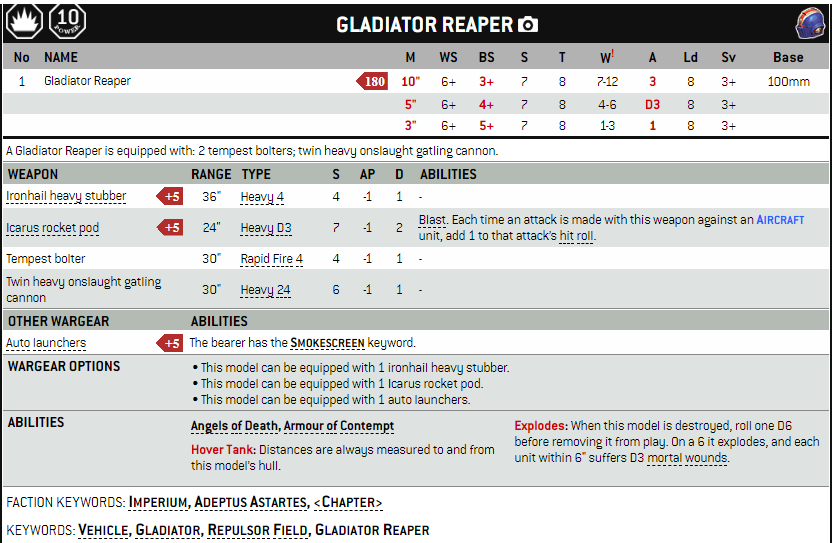 10
POWER
GLADIATOR REAPER
No NAME M WS BS S T W! A Ld Sv Base
1 Gladiator Reaper 180 10" 6+ 3+ 7 8 7-12 3 8 3+ 100mm
5" 6+ 4+ 7 8 4-6 D3 8 3+
3" 6+ 5+ 7 8 1-3 1 8 3+
A Gladiator Reaper is equipped with: 2 tempest bolters; twin heavy onslaught gatling cannon.
WEAPON RANGE TYPE S AP D ABILITIES
Ironhail heavy stubber +5 36" Heavy 4 4 -1 1 -
Icarus rocket pod +5 24" Heavy D3 7 -1 2 Blast. Each time an attack is made with this weapon against an AIRCRAFT
unit, add 1 to that attack's hit roll.
Tempest bolter 30" Rapid Fire 4 4 -1 1 -
Twin heavy onslaught gatling
cannon 30" Heavy 24 6 -1 1 -
OTHER WARGEAR ABILITIES
Auto launchers +5 The bearer has the SMOKESCREEN keyword.
WARGEAR OPTIONS • This model can be equipped with 1 ironhail heavy stubber.
• This model can be equipped with 1 Icarus rocket pod.
• This model can be equipped with 1 auto launchers.
ABILITIES
Angels of Death, Armour of Contempt
Hover Tank: Distances are always measured to and from
this model's hull.
Explodes: When this model is destroyed, roll one D6
before removing it from play. On a 6 it explodes, and each
unit within 6" suffers D3 mortal wounds.
FACTION KEYWORDS: IMPERIUM, ADEPTUS ASTARTES, <CHAPTER>
KEYWORDS: VEHICLE, GLADIATOR, REPULSOR FIELD, GLADIATOR REAPER